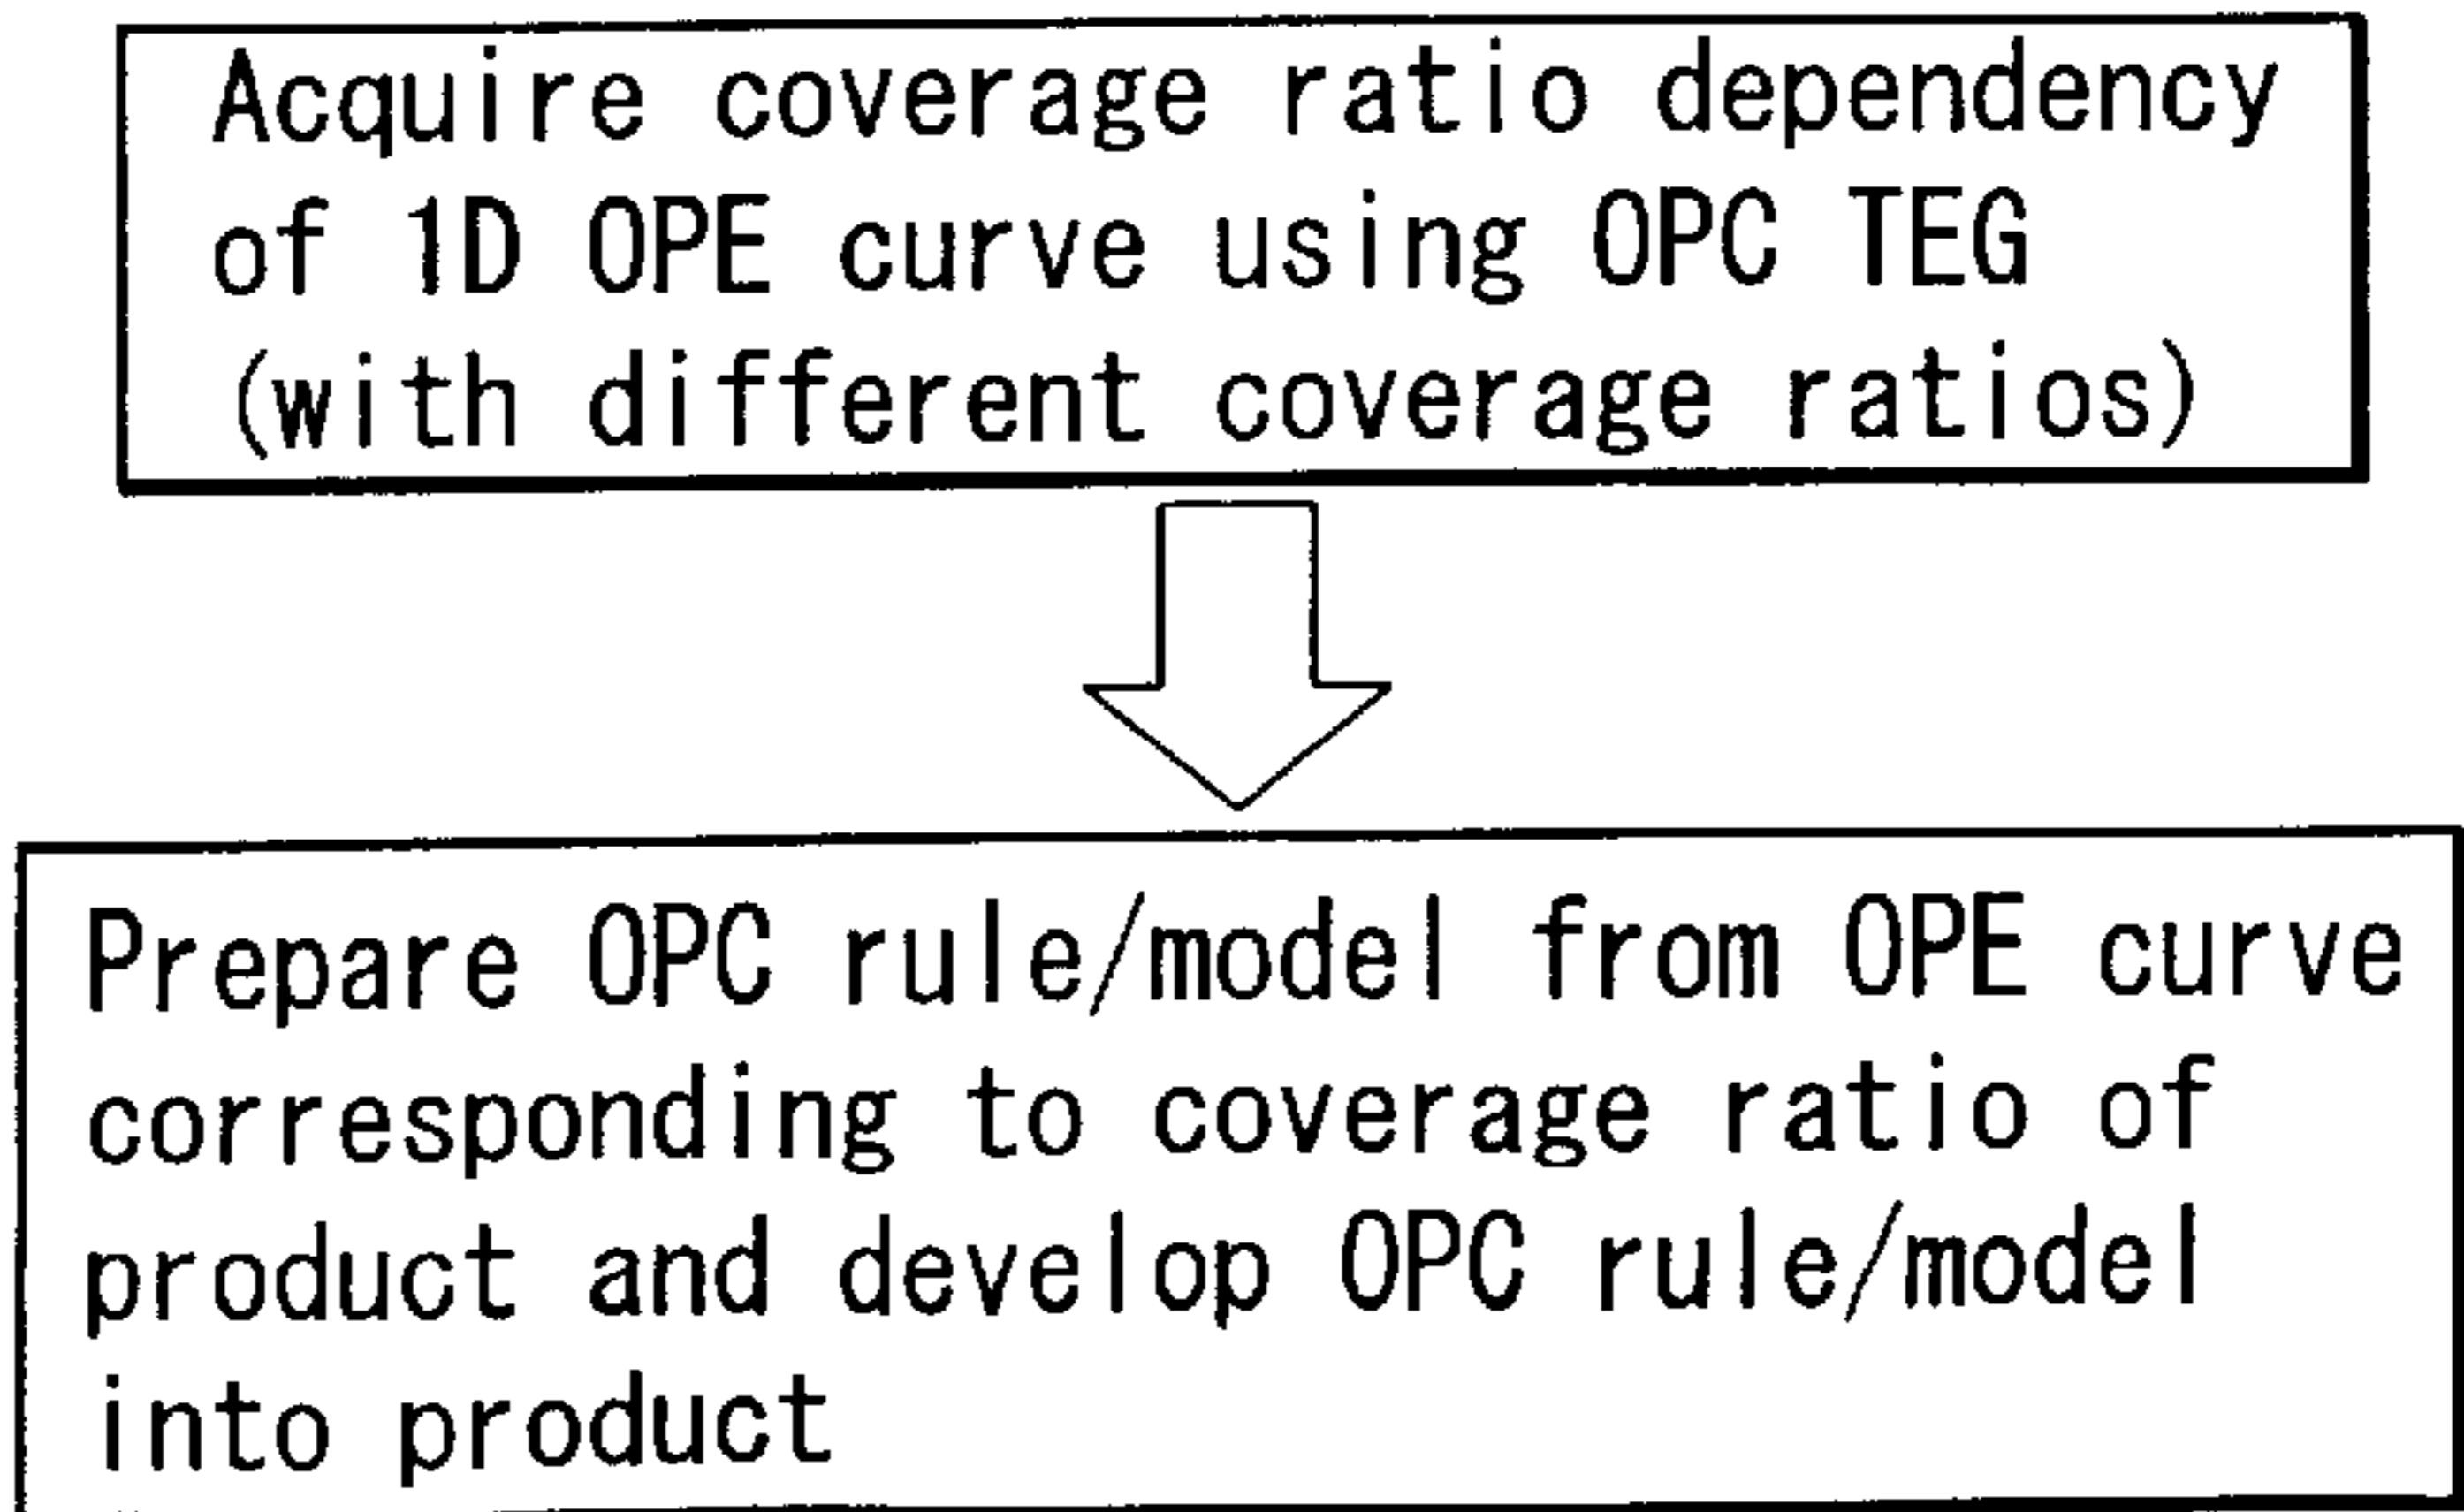 Acquire coverage ratio dependency
of 1D OPE curve using OPC TEG
(with different coverage ratios)
Prepare OPC rule/model from OPE curve
corresponding to coverage ratio of
product and develop OPC rule/model
into product